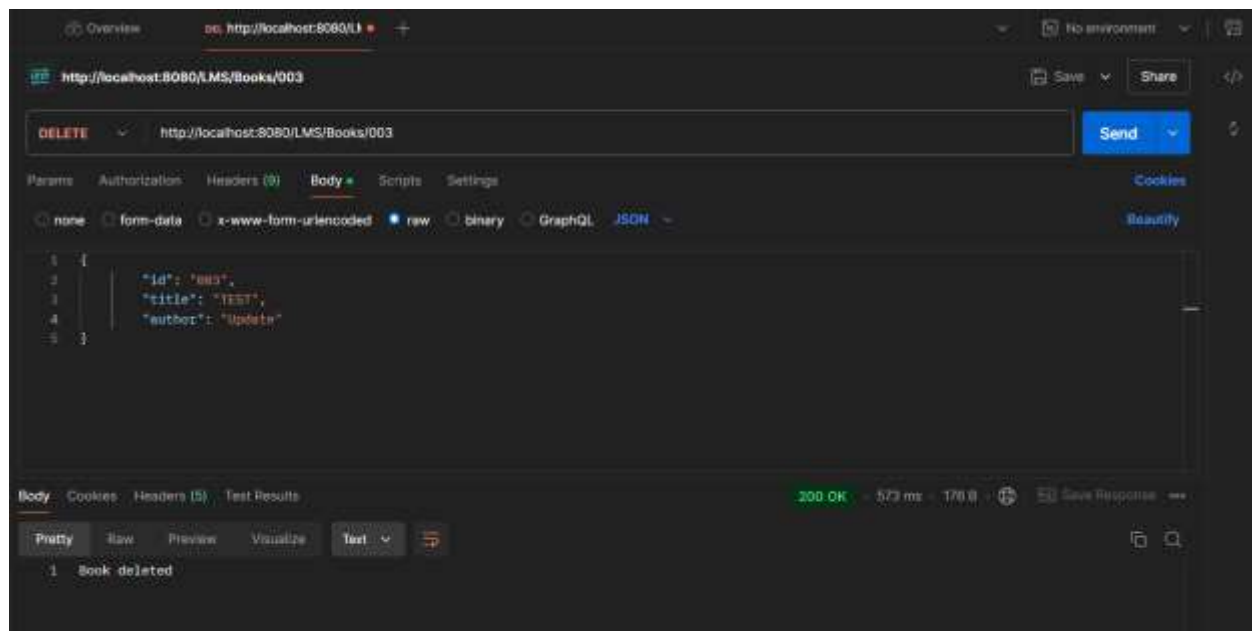 Overview
DEL http://localhost:8080/LI
No environment
http://localhost:8080/LMS/Books/003
Save
Share
DELETE
http://localhost:8080/LMS/Books/003
Send
Params Authorization Headers (9) Body Scripts Settings
Cookies
none form-data x-www-form-urlencoded raw binary GraphQL JSON
Beautify
1 {
2 "id": "003",
3 "title": "TEST",
4 "author": "Update"
5 }
Body Cookies Headers (5) Test Results
200 OK 573 ms 176 B
Save Response
Pretty Raw Preview Visualize Text
1 Book deleted